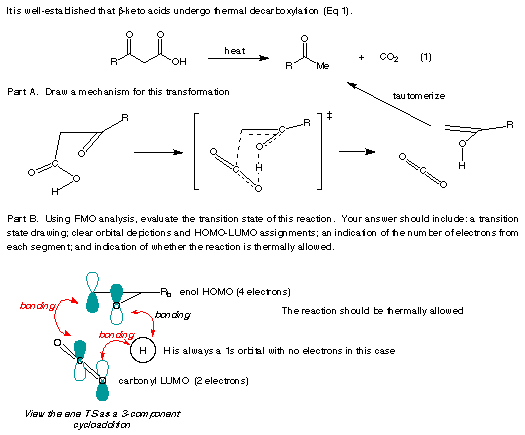 It is well-established that β-keto acids undergo thermal decarboxylation (Eq 1).
O O
R OH
heat
O
R Me
+ CO2 (1)
Part A. Draw a mechanism for this transformation
tautomerize
R
O
O
O
H
C R
O
H
O
C
O
‡
R
O
H
O
C
O
Part B. Using FMO analysis, evaluate the transition state of this reaction. Your answer should include: a transition
state drawing; clear orbital depictions and HOMO-LUMO assignments; an indication of the number of electrons from
each segment; and indication of whether the reaction is thermally allowed.
enol HOMO (4 electrons)
O
bonding
bonding
The reaction should be thermally allowed
O
C
bonding
H
H is always a 1s orbital with no electrons in this case
O
carbonyl LUMO (2 electrons)
View the ene TS as a 3-component
cycloaddition